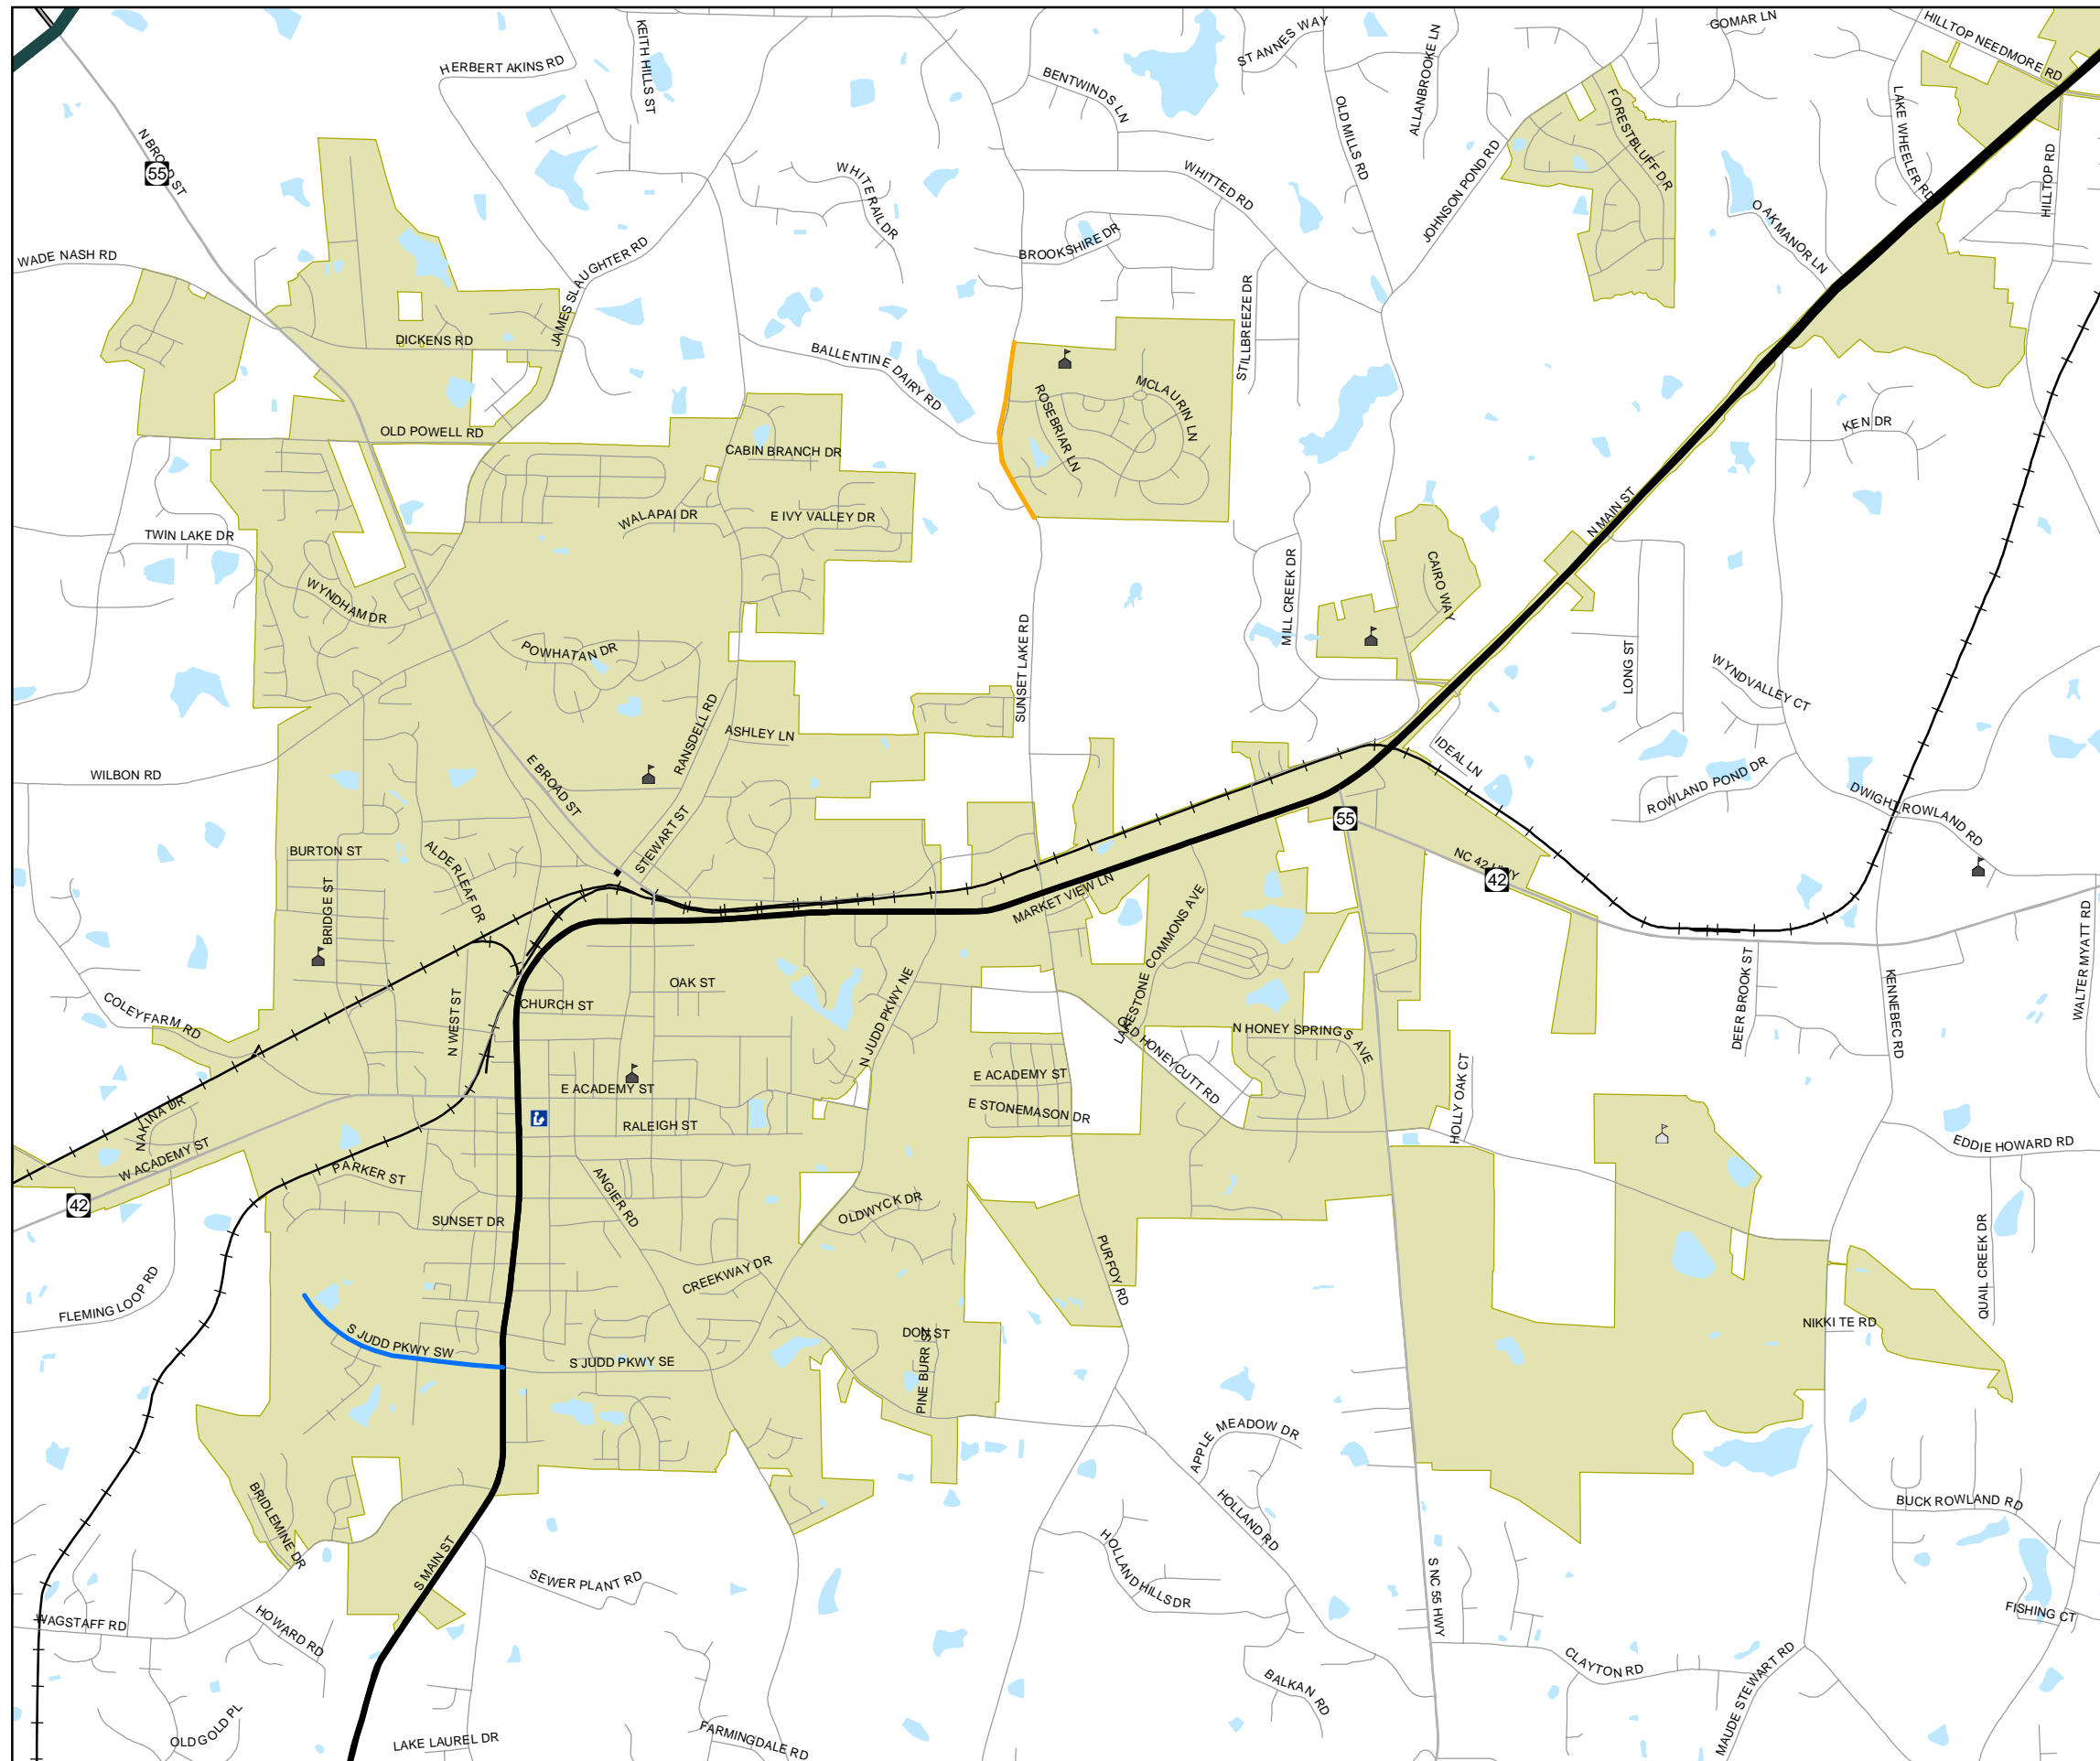 GOMAR LN
HILLTOP NEEDMORE RD
ST ANNES WAY
KEITH HILLS ST
ALLANBROOKE LN
HERBERT AKINS RD
BENTWINDS LN
OLD MILLS RD
FORESTBLUFF DR
LAKE WHEELER RD
N BROAD ST
55
WHITERAIL DR
WHITTED RD
JOHNSON POND RD
HILLTOP RD
OAKMANOR LN
WADE NASH RD
JAMES SLAUGHTER RD
BROOKSHIRE DR
STILLBREEZE DR
DICKENS RD
BALLENTINE DAIRY RD
MCLAURIN LN
ROSEBRIAR LN
OLD POWELL RD
CABIN BRANCH DR
KEN DR
WALAPAI DR
E IVY VALLEY DR
N MAIN ST
TWIN LAKE DR
WYNDHAM DR
CAIRO WAY
MILL CREEK DR
POWHATAN DR
SUNSET LAKE RD
LONG ST
WYNDVALLEY CT
RANSDELL RD
ASHLEY LN
WILBON RD
E BROAD ST
IDEAL LN
ROWLAND POND DR
DWIGHT ROWLAND RD
55
STEWART ST
BURTON ST
ALDERLEAF DR
NC 42 HWY
42
BRIDGE ST
MARKET VIEW LN
LAKESTONE COMMONS AVE
WALTER MYATT RD
DEER BROOK ST
KENNEBEC RD
OAK ST
CHURCH ST
COLEYFARM RD
N WEST ST
N JUDD PKWY NE
OLD HONEYCUTT RD
N HONEY SPRINGS AVE
HOLLY OAK CT
E ACADEMY ST
E ACADEMY ST
E STONEMASON DR
NAKINA DR
RALEIGH ST
W ACADEMY ST
42
PARKER ST
EDDIE HOWARD RD
ANGIER RD
OLDWYCK DR
SUNSET DR
PURFOY RD
QUAIL CREEK DR
CREEKWAY DR
FLEMING LOOP RD
NIKKI TE RD
DON ST
S JUDD PKWY SW
S JUDD PKWY SE
PINE BURR ST
APPLE MEADOW DR
BRIDLEMINE DR
HOLLAND RD
BUCK ROWLAND RD
S MAIN ST
HOLLAND HILLS DR
S NC 55 HWY
SEWER PLANT RD
WAGSTAFF RD
HOWARD RD
FISHING CT
CLAYTON RD
MAUDE STEWART RD
BALKAN RD
OLD GOLD PL
LAKE LAUREL DR
FARMINGDALE RD